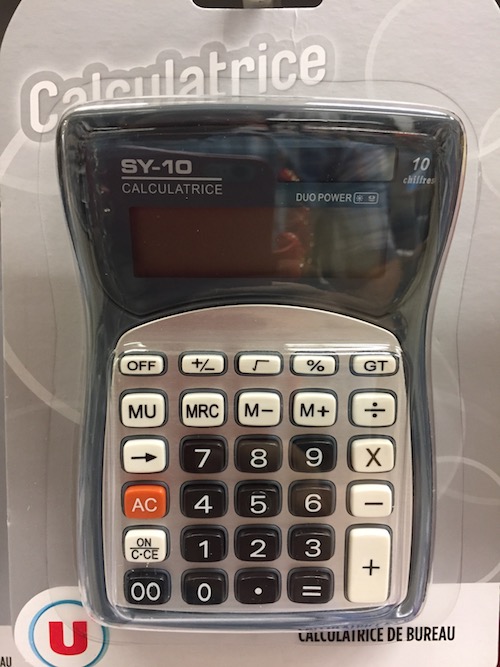 Calculatrice
SY-10
CALCULATRICE
10
chiffres
DUO POWER
OFF +/− √ % GT
MU MRC M− M+ ÷
→ 7 8 9 X
AC 4 5 6 −
ON
C·CE 1 2 3 +
00 0 · =
U
CALCULATRICE DE BUREAU
AU